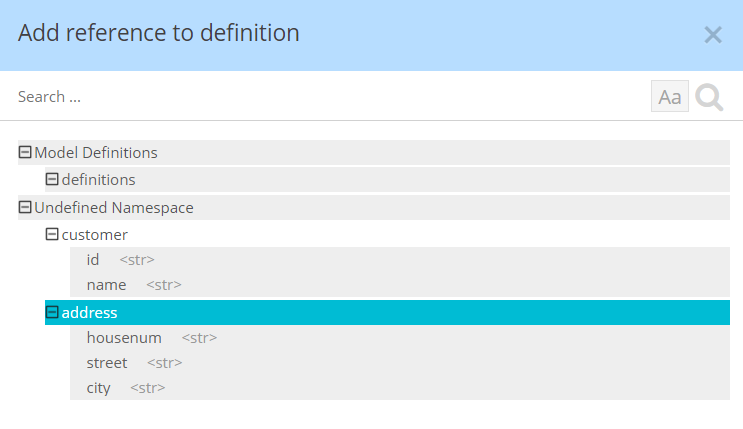 Add reference to definition
Search ...
Aa
Model Definitions
definitions
Undefined Namespace
customer
id <str>
name <str>
address
housenum <str>
street <str>
city <str>